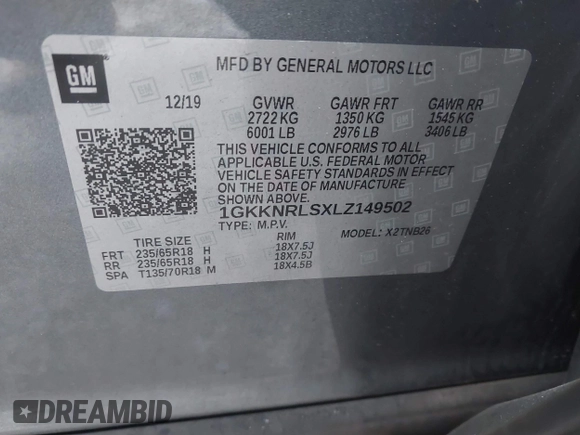 GM
MFD BY GENERAL MOTORS LLC
12/19 GVWR GAWR FRT GAWR RR
2722 KG 1350 KG 1545 KG
6001 LB 2976 LB 3406 LB
THIS VEHICLE CONFORMS TO ALL
APPLICABLE U.S. FEDERAL MOTOR
VEHICLE SAFETY STANDARDS IN EFFECT
ON THE DATE OF MANUFACTURE
SHOWN ABOVE.
1GKKNRLSXLZ149502
TYPE: M.P.V. MODEL: X2TNB26
TIRE SIZE RIM
FRT 235/65R18 H 18X7.5J
RR 235/65R18 H 18X7.5J
SPA T135/70R18 M 18X4.5B
DREAMBID